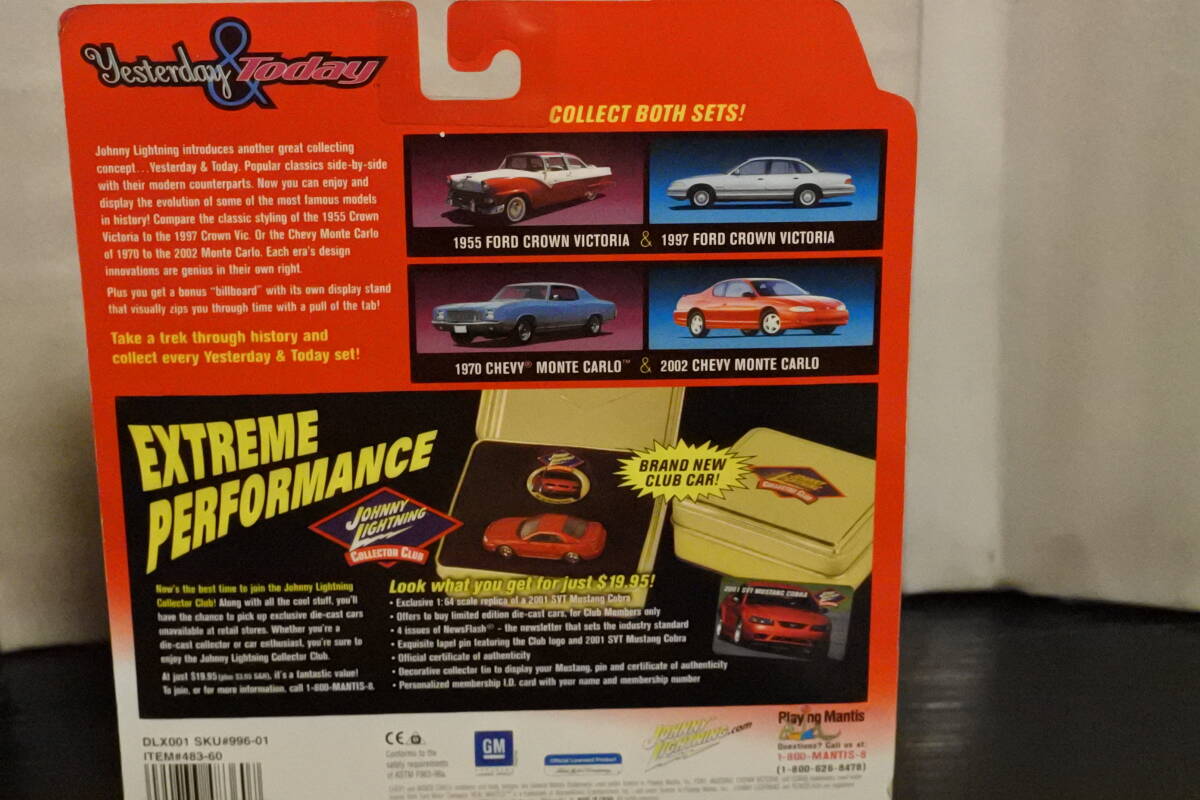 Yesterday & Today
COLLECT BOTH SETS!
Johnny Lightning introduces another great collecting
concept...Yesterday & Today. Popular classics side-by-side
with their modern counterparts. Now you can enjoy and
display the evolution of some of the most famous models
in history! Compare the classic styling of the 1955 Crown
Victoria to the 1997 Crown Vic. Or the Chevy Monte Carlo
of 1970 to the 2002 Monte Carlo. Each era's design
innovations are genius in their own right.
Plus you get a bonus "billboard" with its own display stand
that visually zips you through time with a pull of the tab!
Take a trek through history and
collect every Yesterday & Today set!
1955 FORD CROWN VICTORIA & 1997 FORD CROWN VICTORIA
1970 CHEVY® MONTE CARLO™ & 2002 CHEVY MONTE CARLO
EXTREME
PERFORMANCE
JOHNNY
LIGHTNING
COLLECTOR CLUB
BRAND NEW
CLUB CAR!
Now's the best time to join the Johnny Lightning
Collector Club! Along with all the cool stuff, you'll
have the chance to pick up exclusive die-cast cars
unavailable at retail stores. Whether you're a
die-cast collector or car enthusiast, you're sure to
enjoy the Johnny Lightning Collector Club.
At just $19.95 (plus $3.95 S&H), it's a fantastic value!
To join, or for more information, call 1-800-MANTIS-8.
Look what you get for just $19.95!
• Exclusive 1:64 scale replica of a 2001 SVT Mustang Cobra
• Offers to buy limited edition die-cast cars, for Club Members only
• 4 issues of NewsFlash® - the newsletter that sets the industry standard
• Exquisite lapel pin featuring the Club logo and 2001 SVT Mustang Cobra
• Official certificate of authenticity
• Decorative collector tin to display your Mustang, pin and certificate of authenticity
• Personalized membership I.D. card with your name and membership number
2001 SVT MUSTANG COBRA
DLX001 SKU#996-01
ITEM#483-60
CE
Conforms to the
safety requirements
of ASTM F963-96a.
GM
Official Licensed Product
JOHNNY
LIGHTNING.com
Playing Mantis
Questions? Call us at:
1-800-MANTIS-8
(1-800-626-8478)